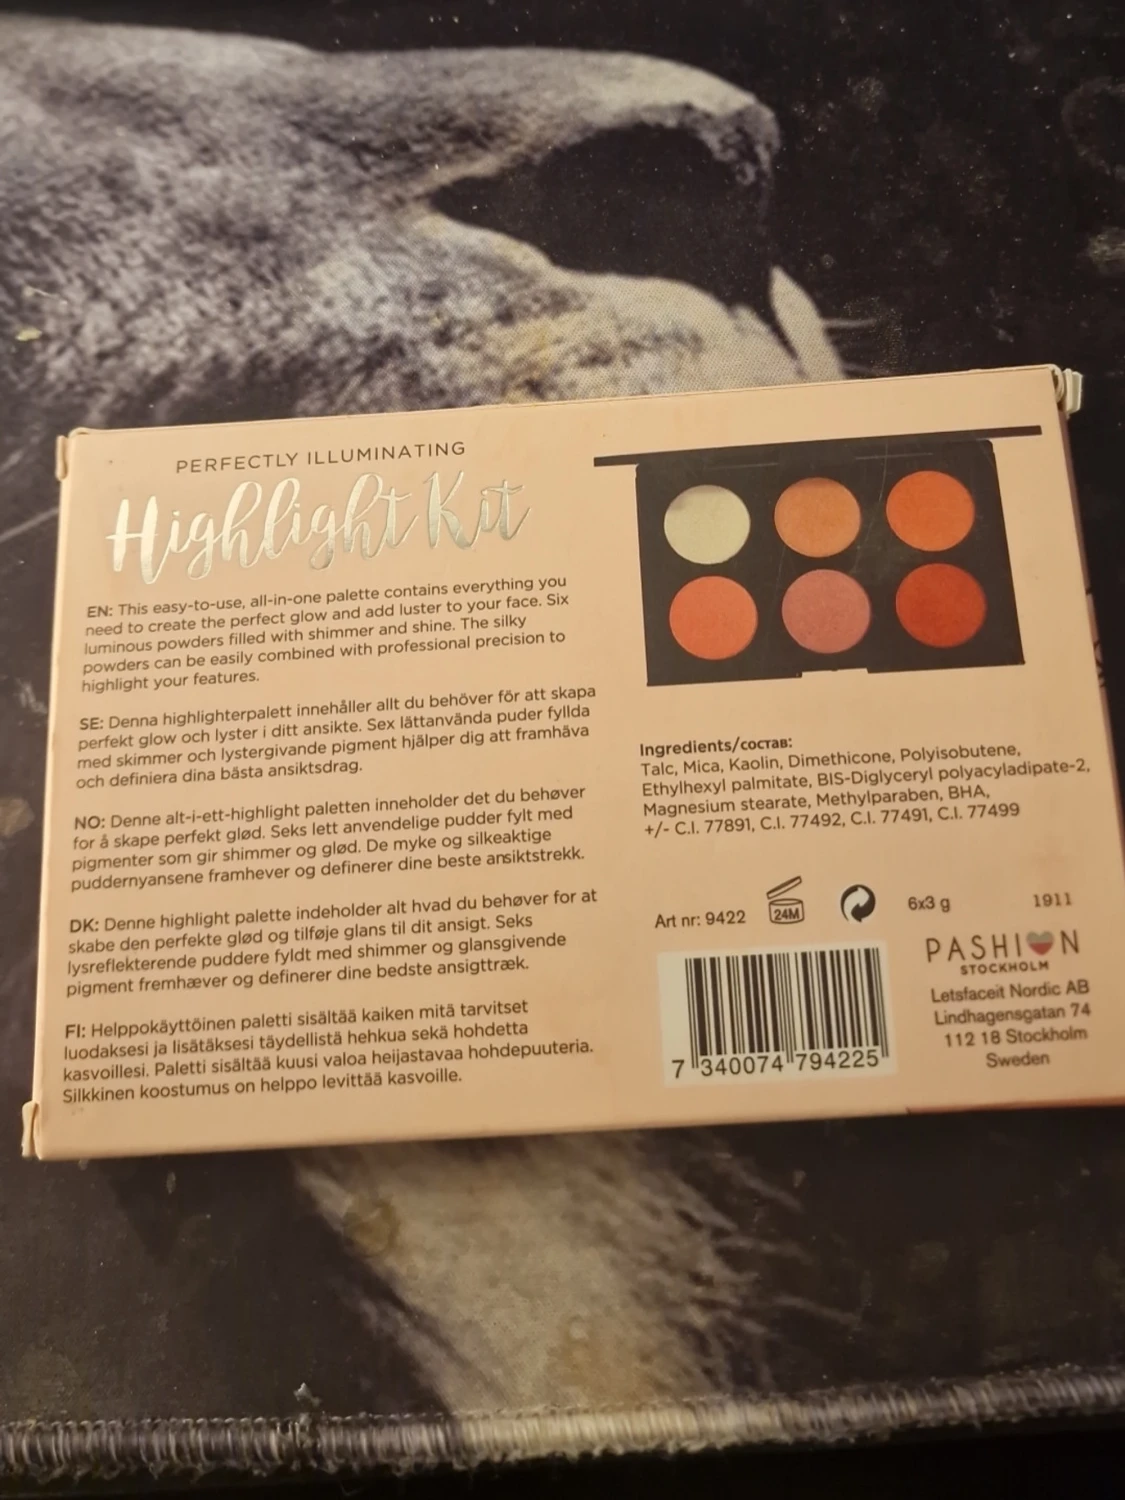 PERFECTLY ILLUMINATING
Highlight Kit
EN: This easy-to-use, all-in-one palette contains everything you
need to create the perfect glow and add luster to your face. Six
luminous powders filled with shimmer and shine. The silky
powders can be easily combined with professional precision to
highlight your features.
SE: Denna highlighterpalett innehåller allt du behöver för att skapa
perfekt glow och lyster i ditt ansikte. Sex lättanvända puder fyllda
med skimmer och lystergivande pigment hjälper dig att framhäva
och definiera dina bästa ansiktsdrag.
NO: Denne alt-i-ett-highlight paletten inneholder det du behøver
for å skape perfekt glød. Seks lett anvendelige pudder fylt med
pigmenter som gir shimmer og glød. De myke og silkeaktige
puddernyansene framhever og definerer dine beste ansiktstrekk.
DK: Denne highlight palette indeholder alt hvad du behøver for at
skabe den perfekte glød og tilføje glans til dit ansigt. Seks
lysreflekterende puddere fyldt med shimmer og glansgivende
pigment fremhæver og definerer dine bedste ansigttræk.
FI: Helppokäyttöinen paletti sisältää kaiken mitä tarvitset
luodaksesi ja lisätäksesi täydellistä hehkua sekä hohdetta
kasvoillesi. Paletti sisältää kuusi valoa heijastavaa hohdepuuteria.
Silkkinen koostumus on helppo levittää kasvoille.
Ingredients/состав:
Talc, Mica, Kaolin, Dimethicone, Polyisobutene,
Ethylhexyl palmitate, BIS-Diglyceryl polyacyladipate-2,
Magnesium stearate, Methylparaben, BHA,
+/- C.I. 77891, C.I. 77492, C.I. 77491, C.I. 77499
Art nr: 9422
24M
6x3 g
1911
7 340074 794225
PASHION
STOCKHOLM
Letsfaceit Nordic AB
Lindhagensgatan 74
112 18 Stockholm
Sweden